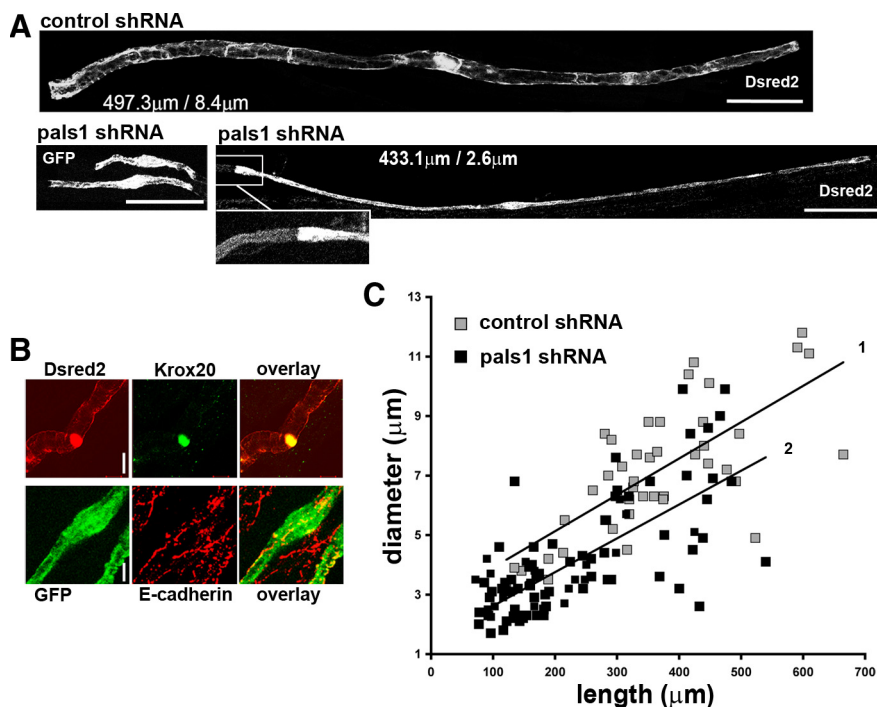 A
control shRNA
497.3μm / 8.4μm
Dsred2
pals1 shRNA
GFP
pals1 shRNA
433.1μm / 2.6μm
Dsred2
B
Dsred2 Krox20 overlay
GFP E-cadherin overlay
C
13
11
9
7
5
3
1
diameter (μm)
control shRNA
pals1 shRNA
1
2
0 100 200 300 400 500 600 700
length (μm)